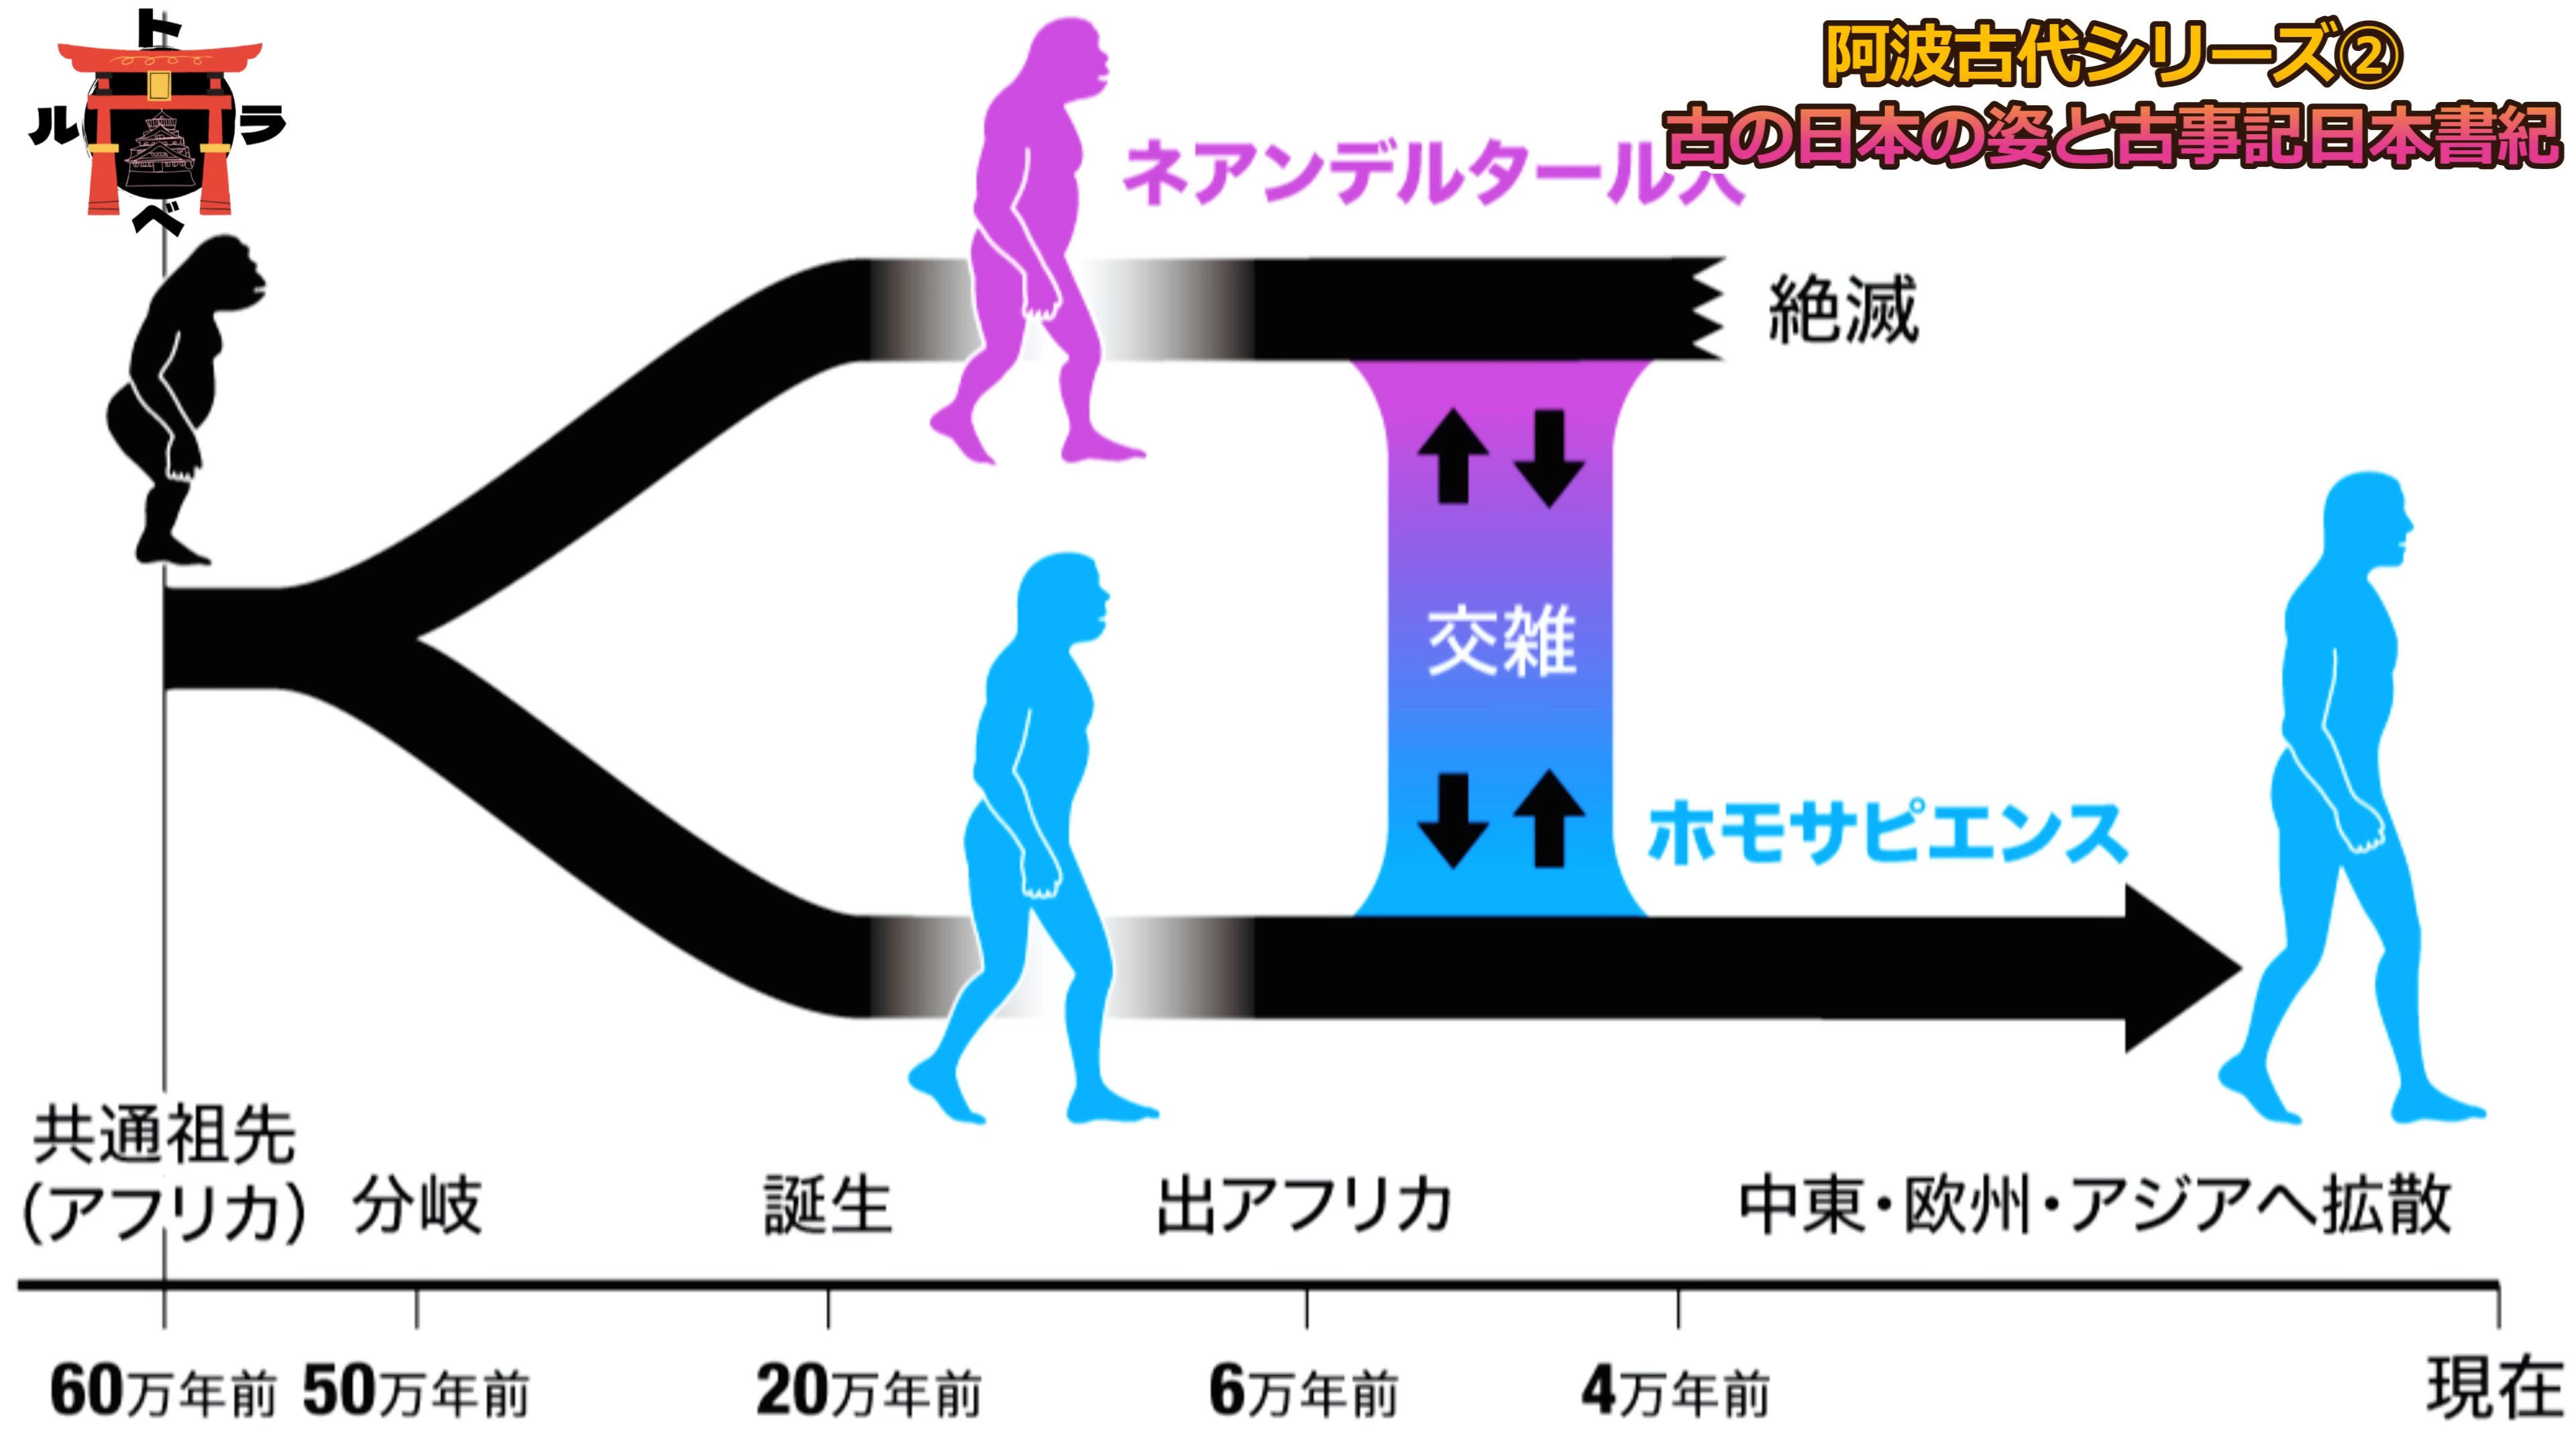 トラベル
阿波古代シリーズ②
古の日本の姿と古事記日本書紀
ネアンデルタール人
絶滅
交雑
ホモサピエンス
共通祖先
(アフリカ)
分岐
誕生
出アフリカ
中東・欧州・アジアへ拡散
60万年前
50万年前
20万年前
6万年前
4万年前
現在